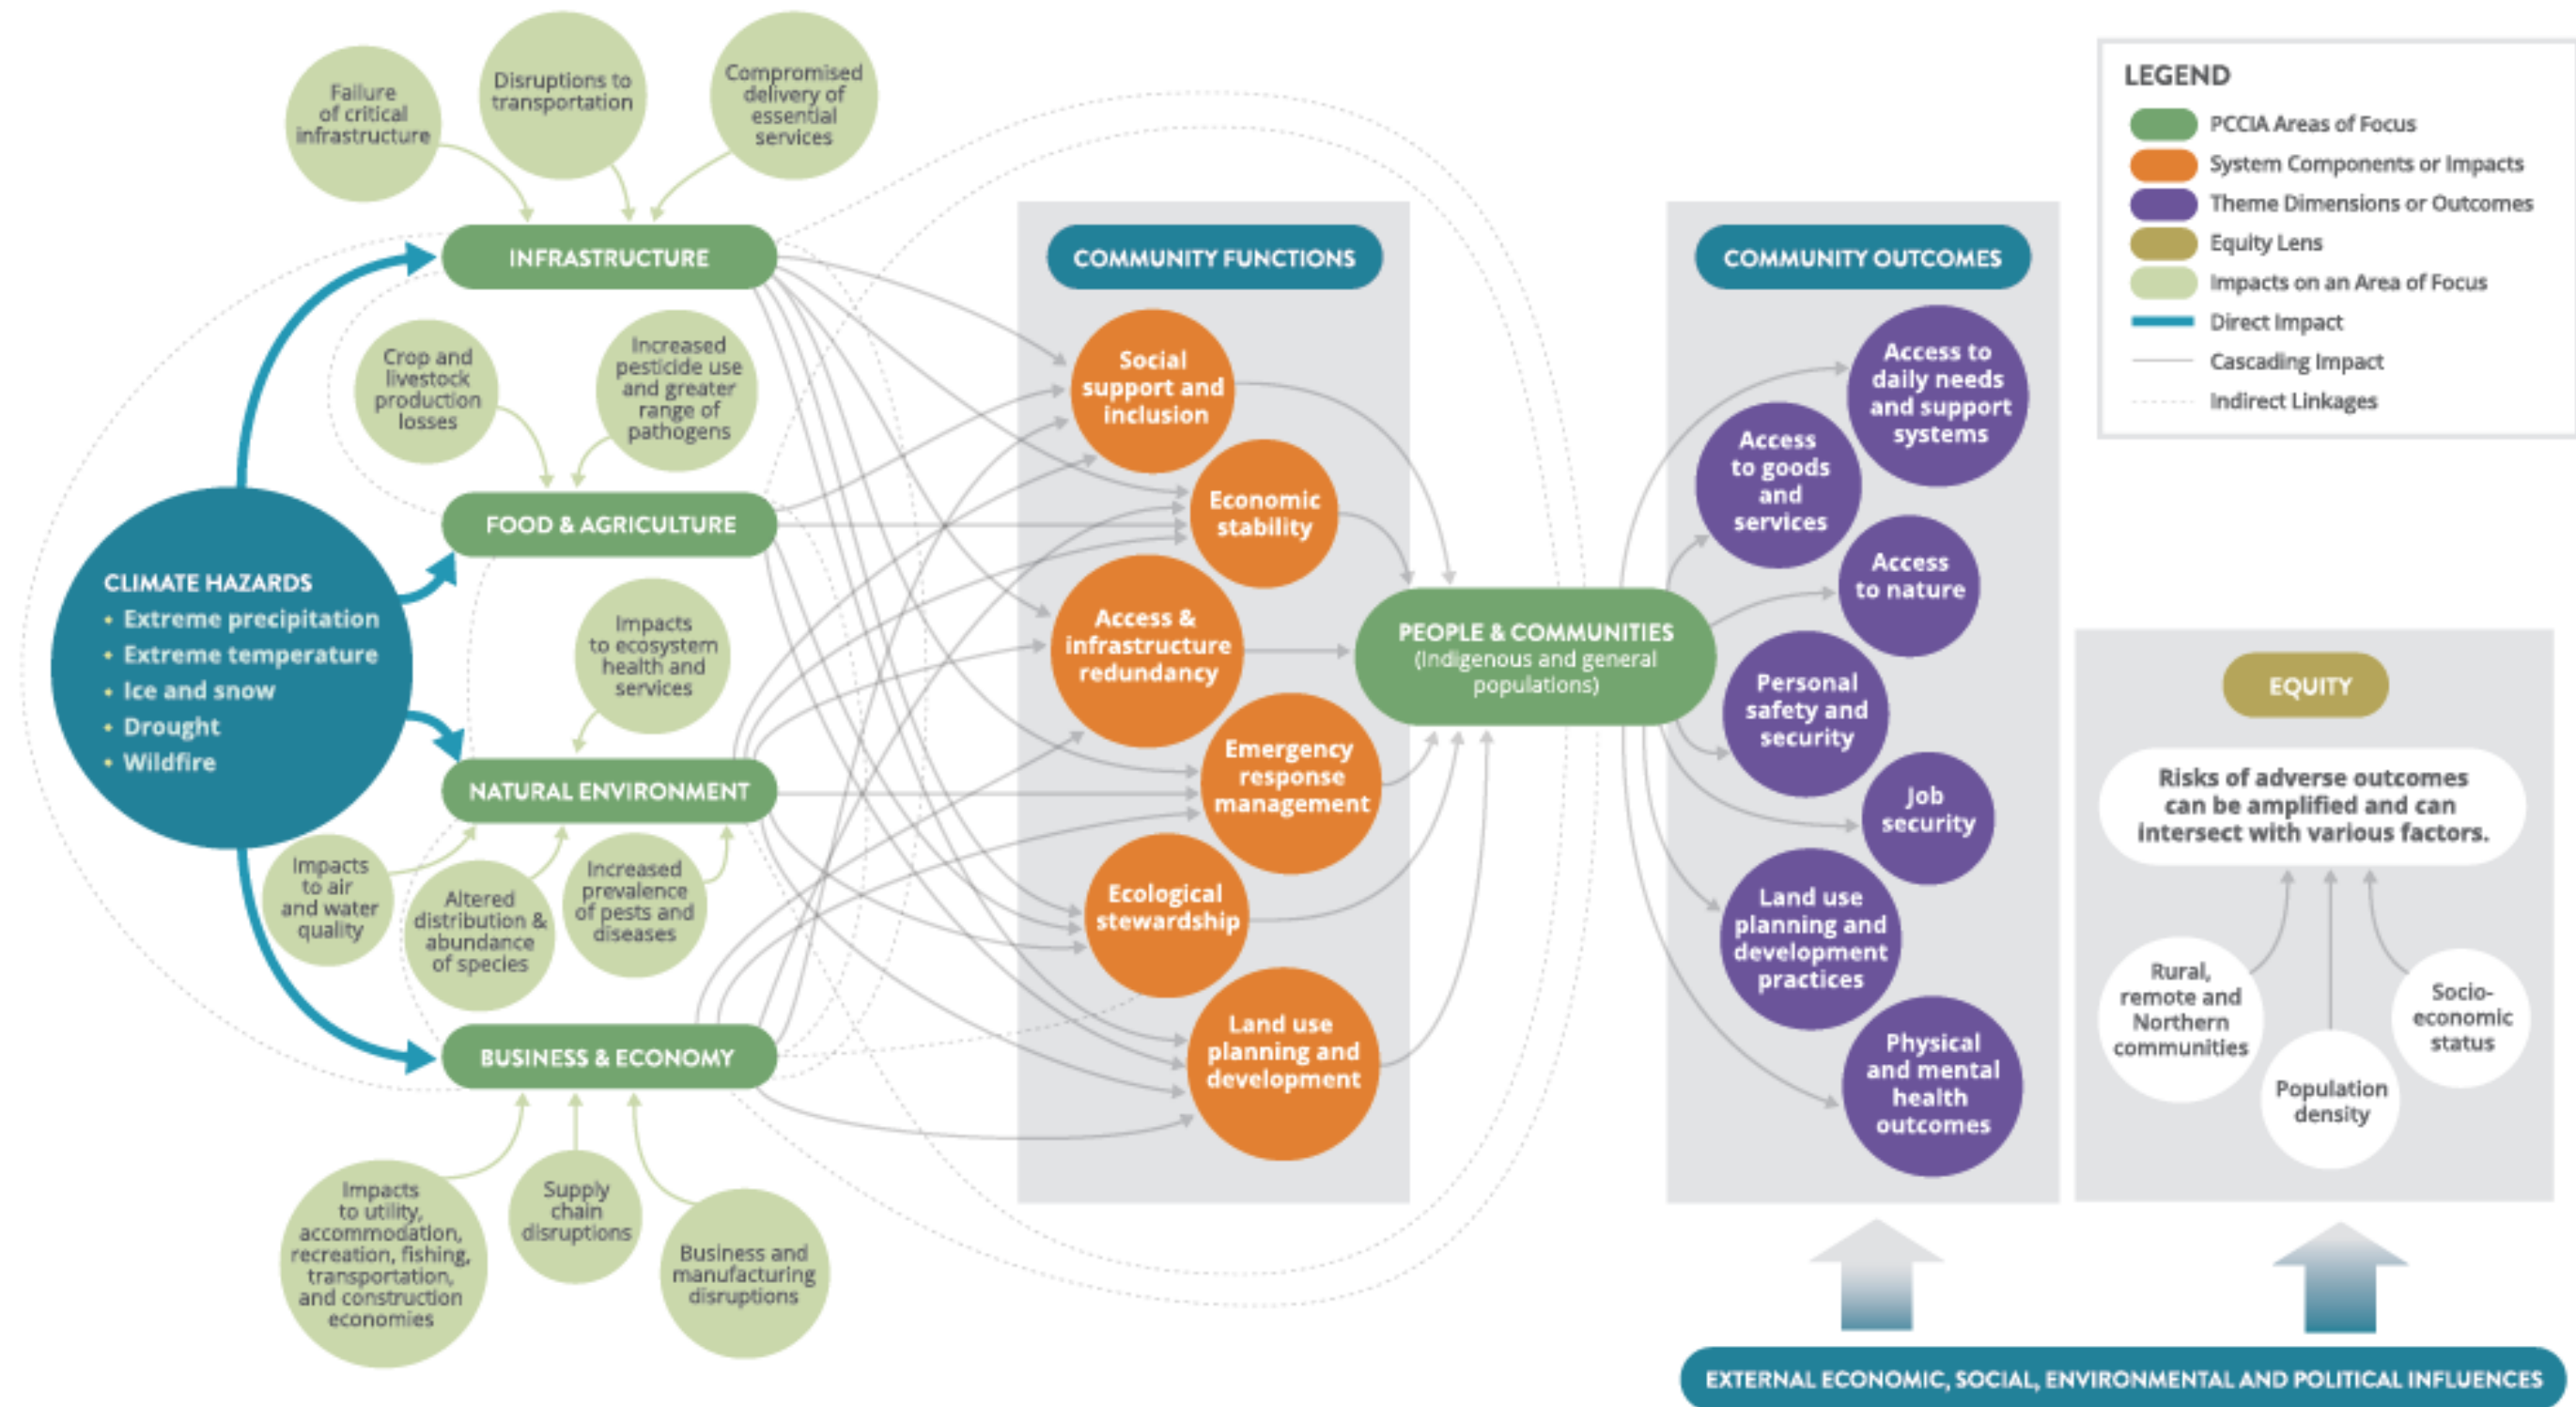 Failure
of critical
infrastructure
Disruptions to
transportation
Compromised
delivery of
essential
services
INFRASTRUCTURE
Crop and
livestock
production
losses
Increased
pesticide use
and greater
range of
pathogens
FOOD & AGRICULTURE
CLIMATE HAZARDS
• Extreme precipitation
• Extreme temperature
• Ice and snow
• Drought
• Wildfire
Impacts
to ecosystem
health and
services
NATURAL ENVIRONMENT
Impacts
to air
and water
quality
Altered
distribution &
abundance
of species
Increased
prevalence
of pests and
diseases
BUSINESS & ECONOMY
Impacts
to utility,
accommodation,
recreation, fishing,
transportation,
and construction
economies
Supply
chain
disruptions
Business and
manufacturing
disruptions
COMMUNITY FUNCTIONS
Social
support and
inclusion
Economic
stability
Access &
infrastructure
redundancy
Emergency
response
management
Ecological
stewardship
Land use
planning and
development
PEOPLE & COMMUNITIES
(Indigenous and general
populations)
COMMUNITY OUTCOMES
Access to
daily needs
and support
systems
Access
to goods
and
services
Access
to nature
Personal
safety and
security
Job
security
Land use
planning and
development
practices
Physical
and mental
health
outcomes
LEGEND
PCCIA Areas of Focus
System Components or Impacts
Theme Dimensions or Outcomes
Equity Lens
Impacts on an Area of Focus
Direct Impact
Cascading Impact
Indirect Linkages
EQUITY
Risks of adverse outcomes
can be amplified and can
intersect with various factors.
Rural,
remote and
Northern
communities
Population
density
Socio-
economic
status
EXTERNAL ECONOMIC, SOCIAL, ENVIRONMENTAL AND POLITICAL INFLUENCES